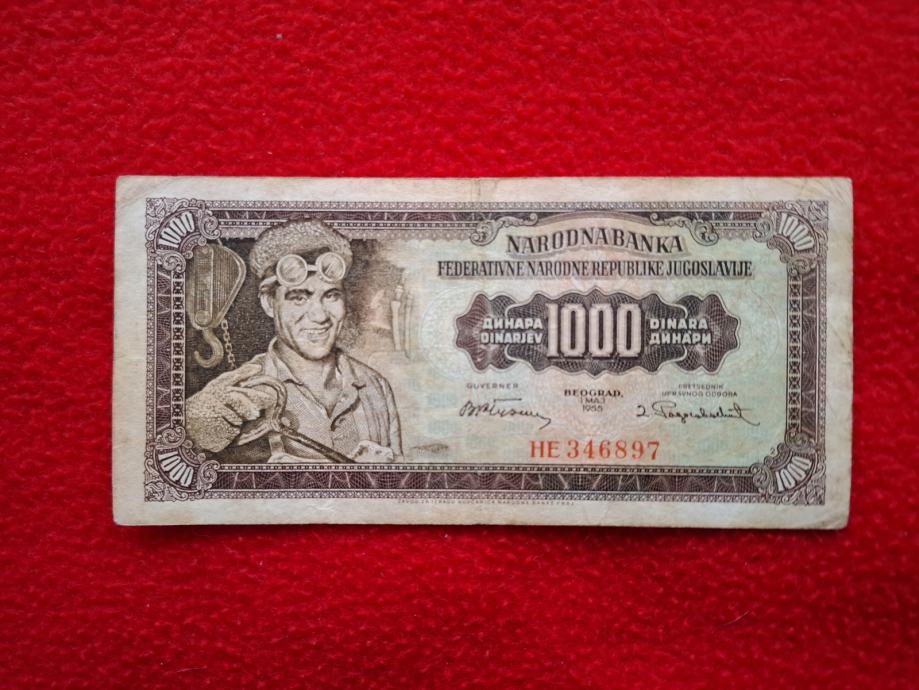 1000
1000
NARODNA BANKA
FEDERATIVNE NARODNE REPUBLIKE JUGOSLAVIJE
ДИНАРА 1000 DINARA
DINARJEV ДИНАРИ
GUVERNER
BEOGRAD,
1 MAJ
1955
PRETSEDNIK
UPRAVNOG ODBORA
HE 346897
1000
1000